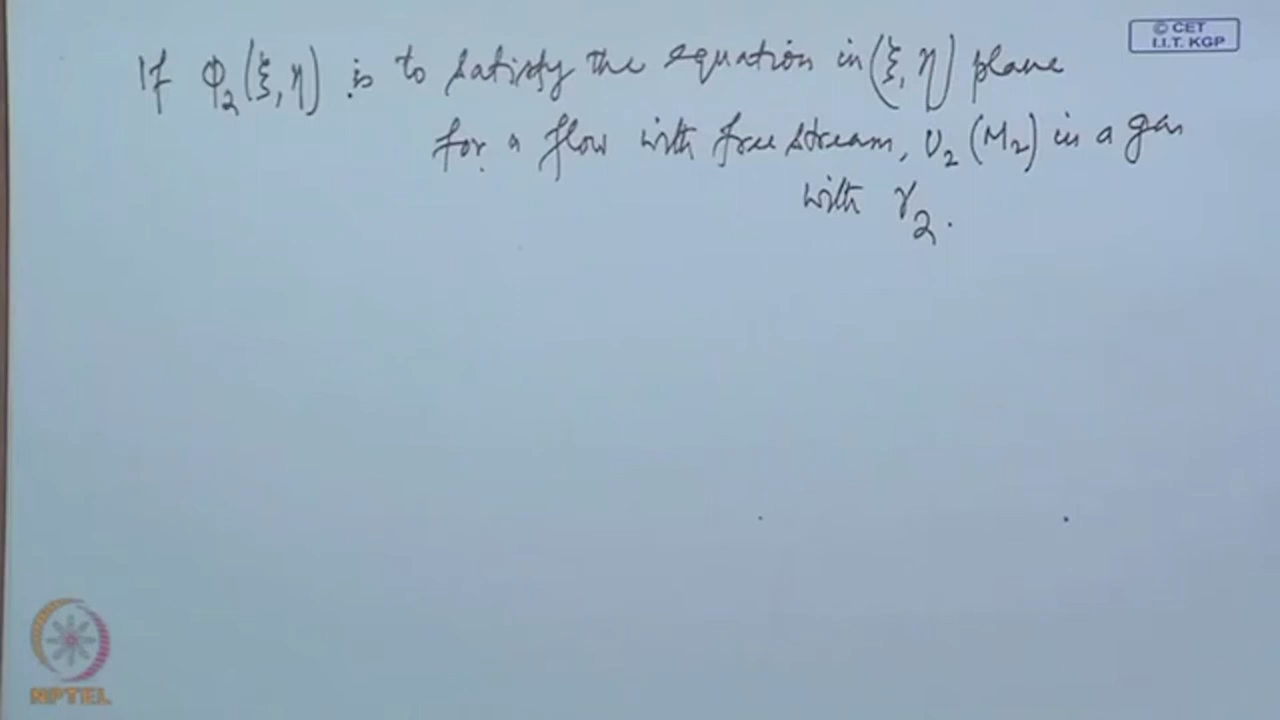 © CET
I.I.T. KGP
If φ₂(ξ, η) is to satisfy the equation in (ξ, η) plane
for a flow with free stream, U₂(M₂) in a gas
with γ₂.
NPTEL